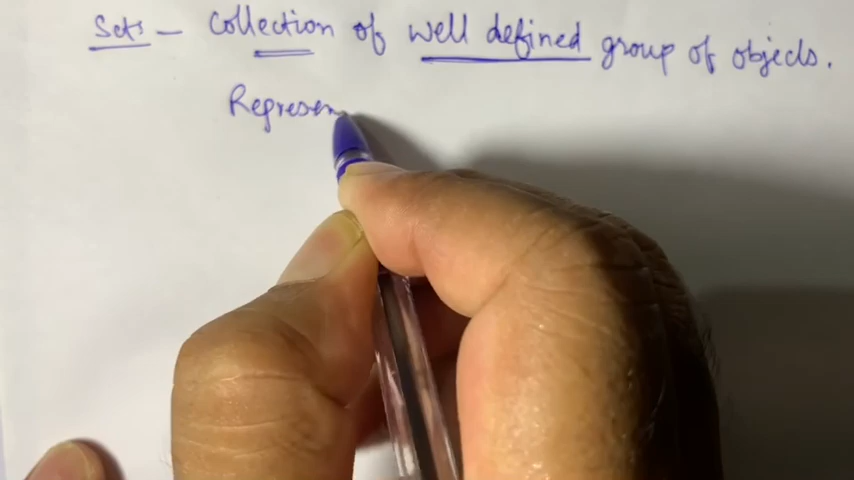 Sets - Collection of well defined group of objects.
Represen